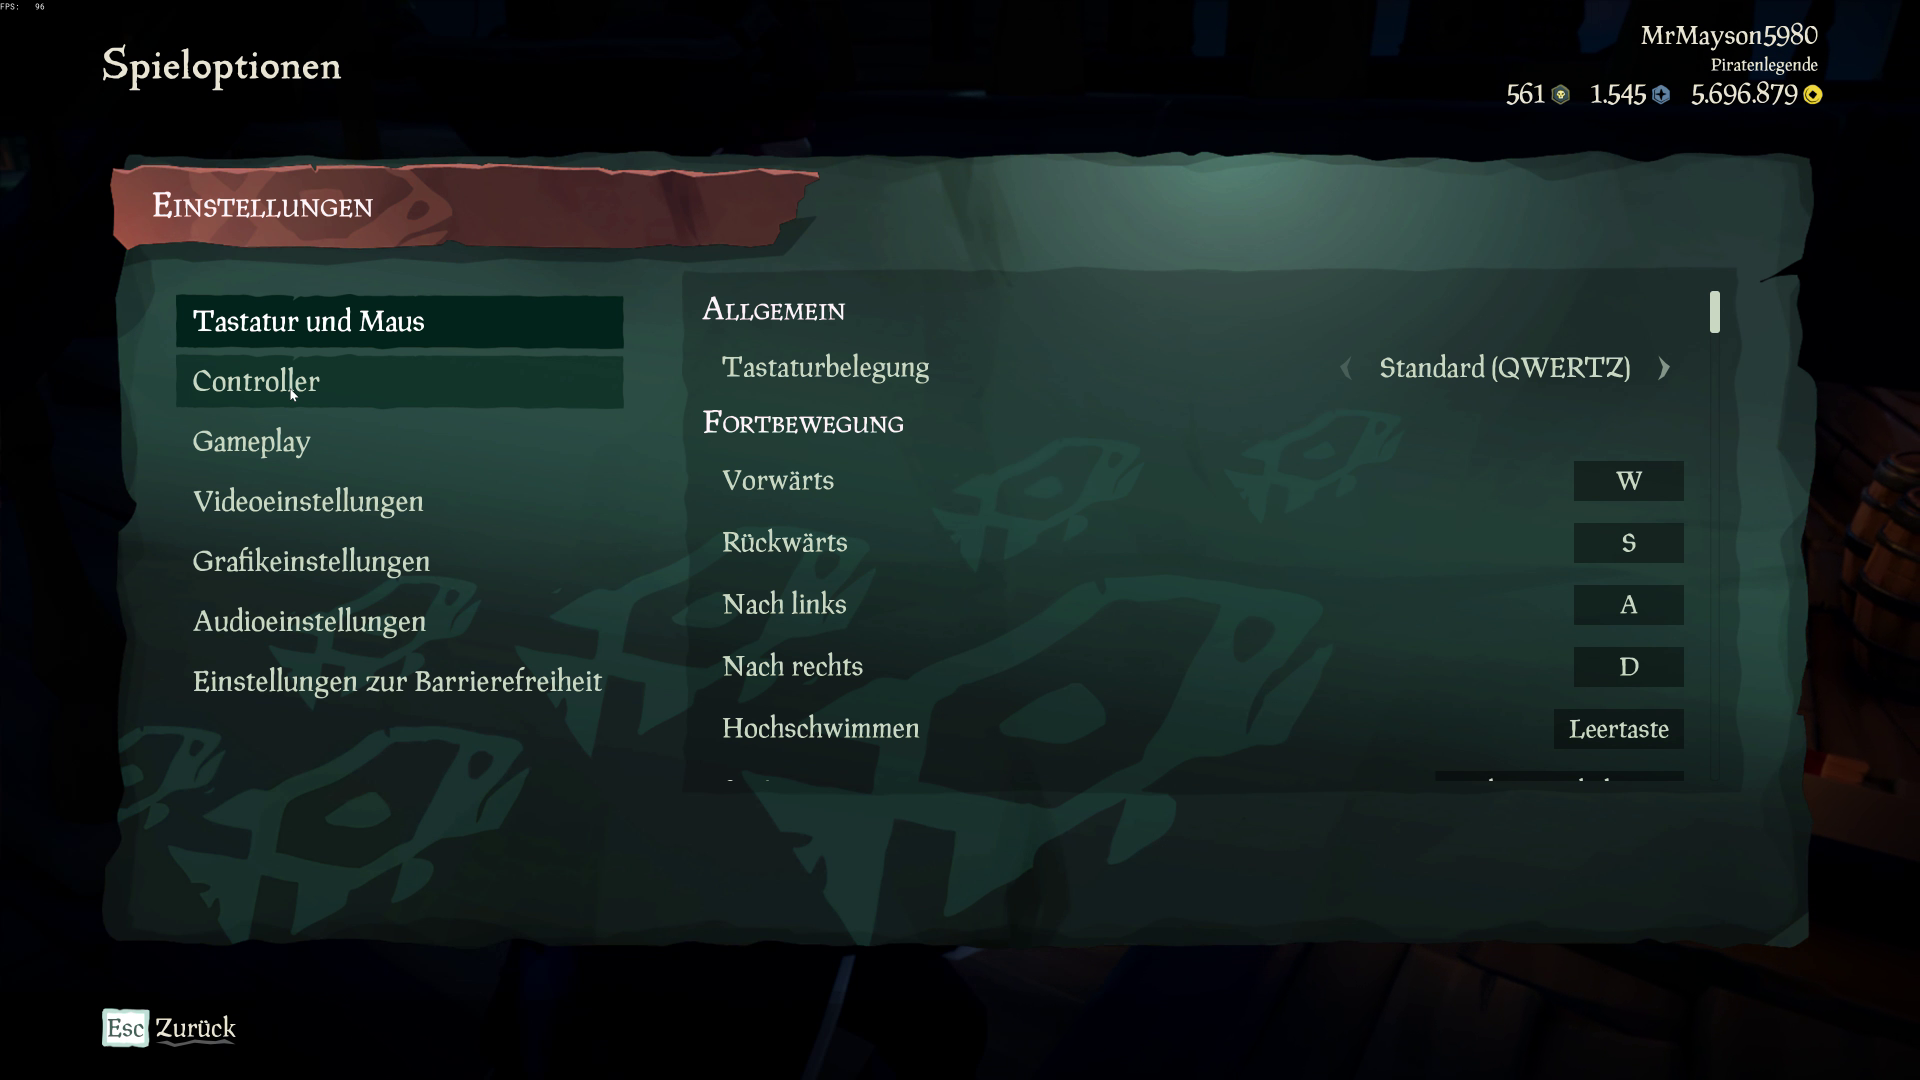 FPS: 96
Spieloptionen
MrMayson5980
Piratenlegende
561 1.545 5.696.879
Einstellungen
Tastatur und Maus
Controller
Gameplay
Videoeinstellungen
Grafikeinstellungen
Audioeinstellungen
Einstellungen zur Barrierefreiheit
Allgemein
Tastaturbelegung Standard (QWERTZ)
Fortbewegung
Vorwärts W
Rückwärts S
Nach links A
Nach rechts D
Hochschwimmen Leertaste
Esc Zurück